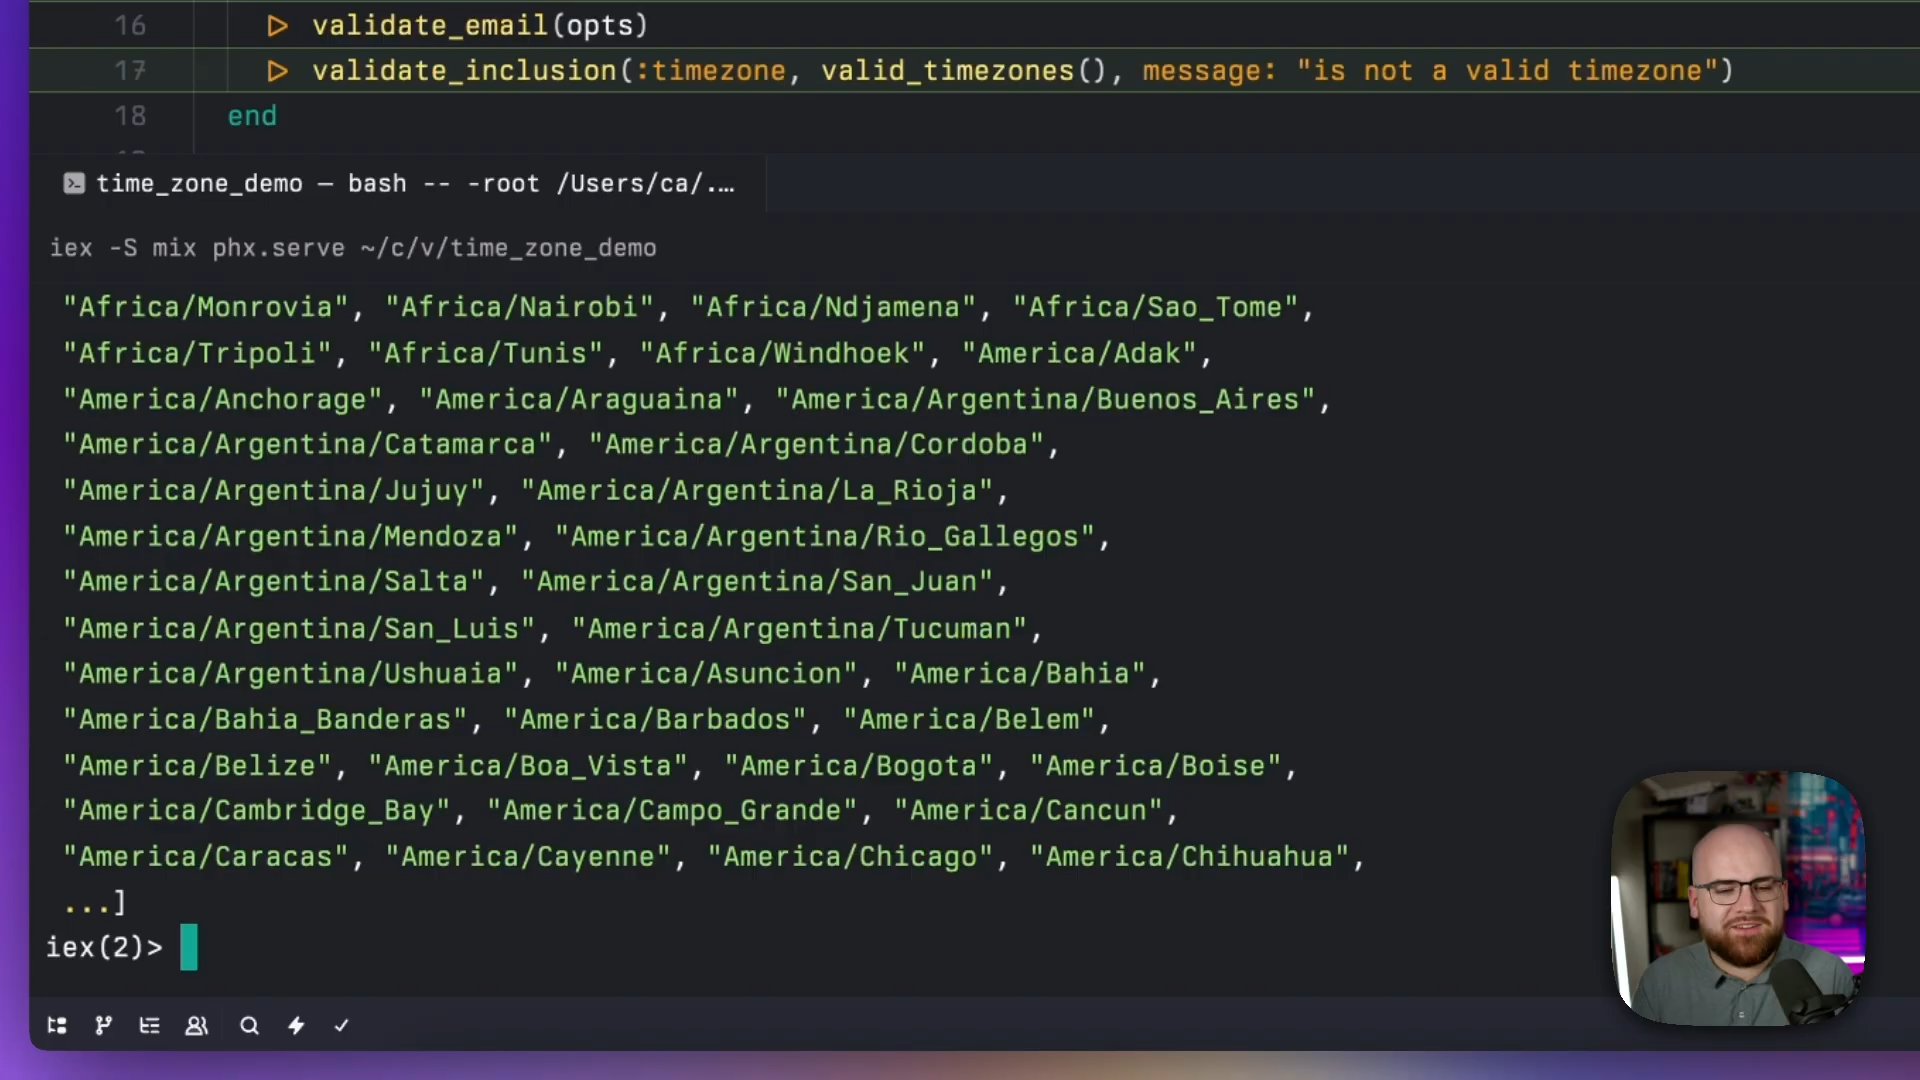 16 ▷ validate_email(opts)
17 ▷ validate_inclusion(:timezone, valid_timezones(), message: "is not a valid timezone")
18 end
time_zone_demo — bash -- -root /Users/ca/.…
iex -S mix phx.serve ~/c/v/time_zone_demo
"Africa/Monrovia", "Africa/Nairobi", "Africa/Ndjamena", "Africa/Sao_Tome",
"Africa/Tripoli", "Africa/Tunis", "Africa/Windhoek", "America/Adak",
"America/Anchorage", "America/Araguaina", "America/Argentina/Buenos_Aires",
"America/Argentina/Catamarca", "America/Argentina/Cordoba",
"America/Argentina/Jujuy", "America/Argentina/La_Rioja",
"America/Argentina/Mendoza", "America/Argentina/Rio_Gallegos",
"America/Argentina/Salta", "America/Argentina/San_Juan",
"America/Argentina/San_Luis", "America/Argentina/Tucuman",
"America/Argentina/Ushuaia", "America/Asuncion", "America/Bahia",
"America/Bahia_Banderas", "America/Barbados", "America/Belem",
"America/Belize", "America/Boa_Vista", "America/Bogota", "America/Boise",
"America/Cambridge_Bay", "America/Campo_Grande", "America/Cancun",
"America/Caracas", "America/Cayenne", "America/Chicago", "America/Chihuahua",
...]
iex(2)>